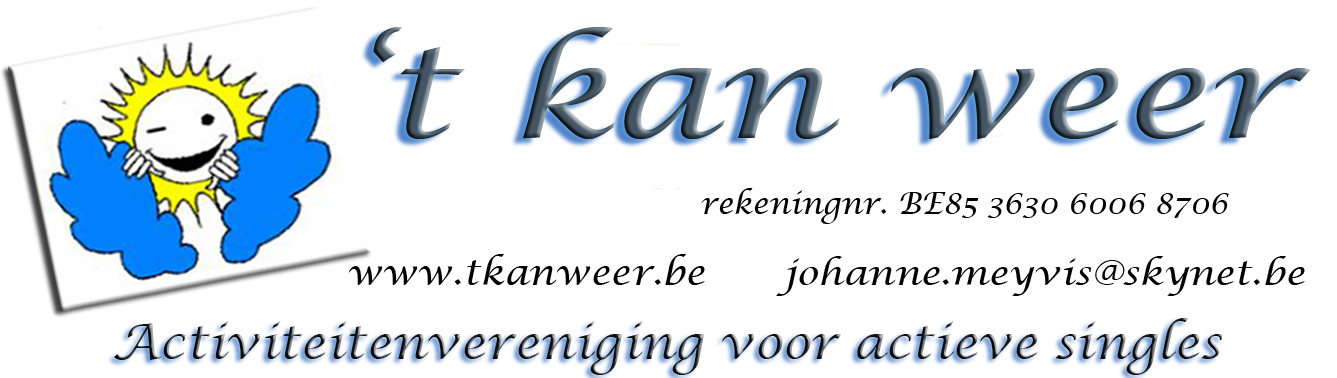 ‘t kan weer
rekeningnr. BE85 3630 6006 8706
www.tkanweer.be johanne.meyvis@skynet.be
Activiteitenvereniging voor actieve singles